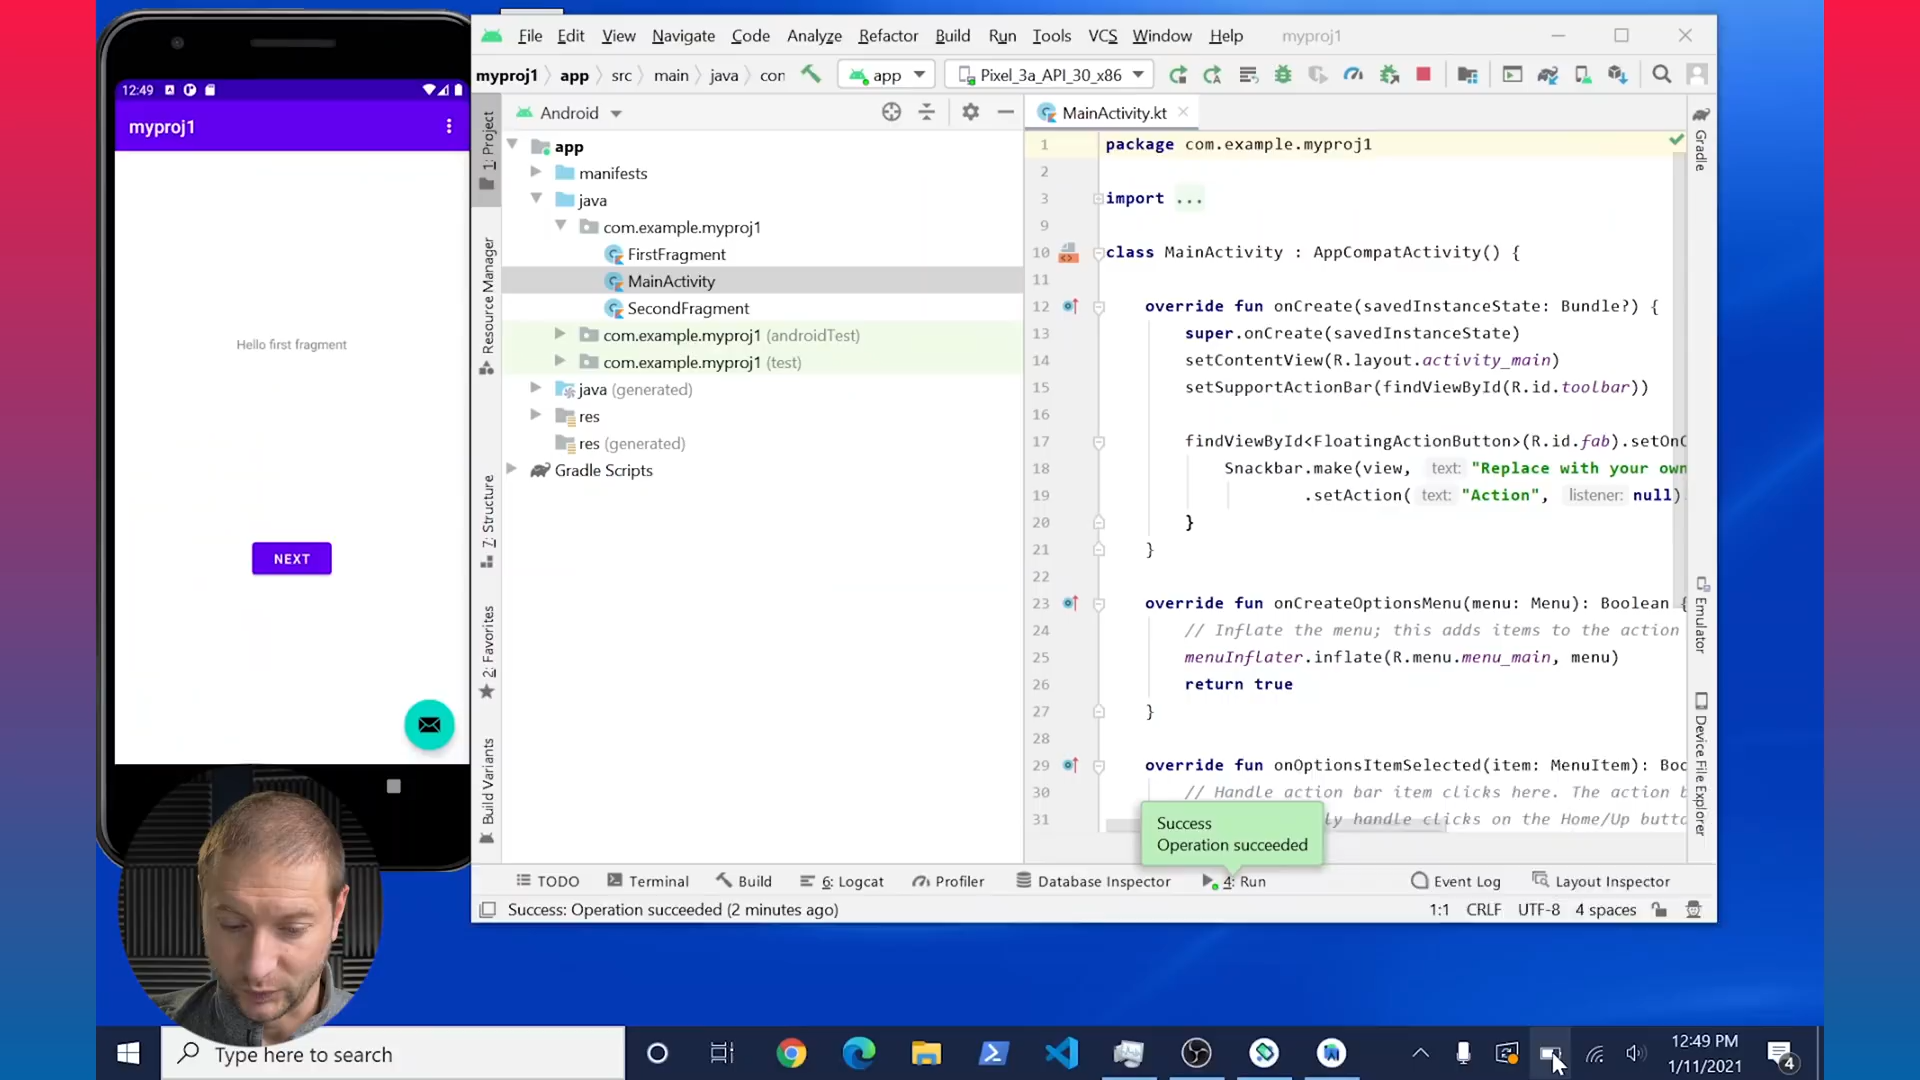 12:49
myproj1
Hello first fragment
NEXT
File Edit View Navigate Code Analyze Refactor Build Run Tools VCS Window Help myproj1
myproj1 app src main java con app Pixel_3a_API_30_x86
1: Project
Resource Manager
7: Structure
2: Favorites
Build Variants
Android
app
manifests
java
com.example.myproj1
FirstFragment
MainActivity
SecondFragment
com.example.myproj1 (androidTest)
com.example.myproj1 (test)
java (generated)
res
res (generated)
Gradle Scripts
MainActivity.kt
1 package com.example.myproj1
2
3 import ...
9
10 class MainActivity : AppCompatActivity() {
11
12 override fun onCreate(savedInstanceState: Bundle?) {
13 super.onCreate(savedInstanceState)
14 setContentView(R.layout.activity_main)
15 setSupportActionBar(findViewById(R.id.toolbar))
16
17 findViewById<FloatingActionButton>(R.id.fab).setOnC
18 Snackbar.make(view, text: "Replace with your own
19 .setAction( text: "Action", listener: null)
20 }
21 }
22
23 override fun onCreateOptionsMenu(menu: Menu): Boolean {
24 // Inflate the menu; this adds items to the action
25 menuInflater.inflate(R.menu.menu_main, menu)
26 return true
27 }
28
29 override fun onOptionsItemSelected(item: MenuItem): Boo
30 // Handle action bar item clicks here. The action b
31 ly handle clicks on the Home/Up butto
Success
Operation succeeded
Gradle
Emulator
Device File Explorer
TODO Terminal Build 6: Logcat Profiler Database Inspector 4: Run Event Log Layout Inspector
Success: Operation succeeded (2 minutes ago) 1:1 CRLF UTF-8 4 spaces
Type here to search
12:49 PM
1/11/2021
4